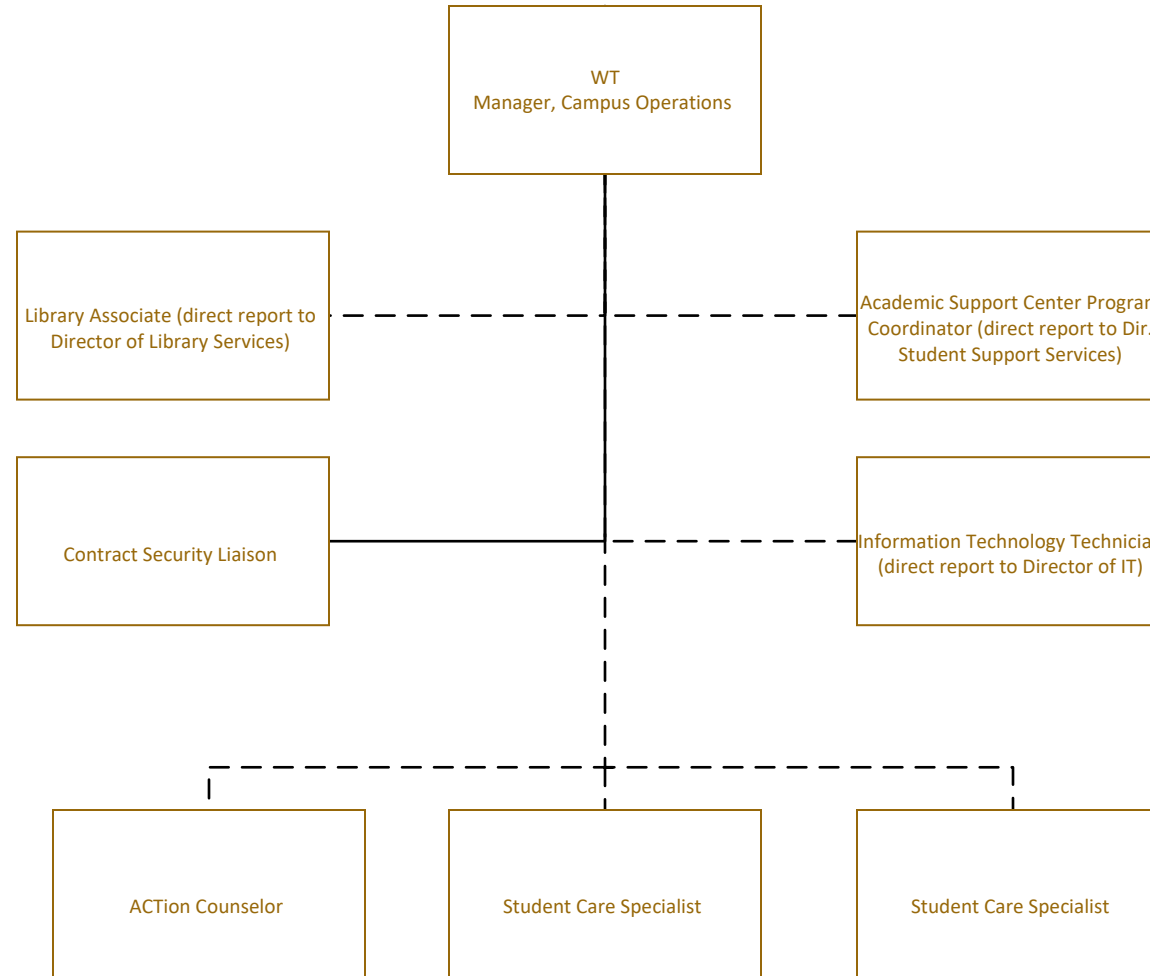 WT
Manager, Campus Operations
Library Associate (direct report to
Director of Library Services)
Academic Support Center Program
Coordinator (direct report to Dir.
Student Support Services)
Contract Security Liaison
Information Technology Technicia
(direct report to Director of IT)
ACTion Counselor
Student Care Specialist
Student Care Specialist